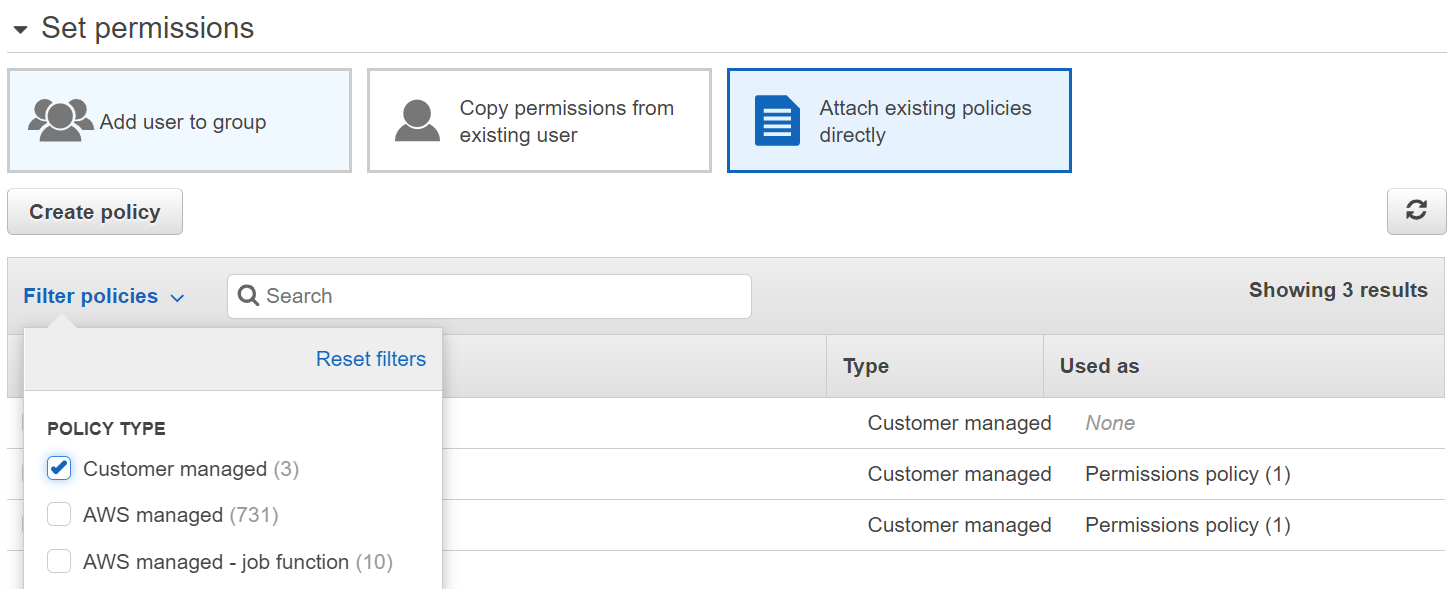 Set permissions
Add user to group
Copy permissions from
existing user
Attach existing policies
directly
Create policy
Filter policies
Search
Showing 3 results
Reset filters
Type
Used as
POLICY TYPE
Customer managed (3)
AWS managed (731)
AWS managed - job function (10)
Customer managed
None
Customer managed
Permissions policy (1)
Customer managed
Permissions policy (1)